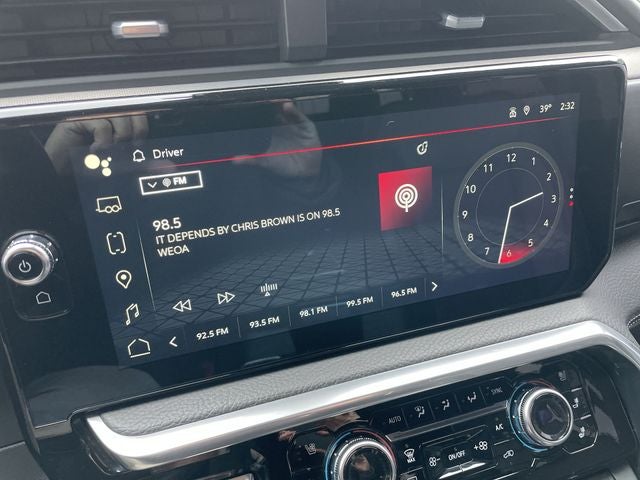 39° 2:32
Driver
FM
98.5
IT DEPENDS BY CHRIS BROWN IS ON 98.5
WEOA
92.5 FM 93.5 FM 98.1 FM 99.5 FM 96.5 FM
12
11 1
10 2
9 3
8 4
7 5
6
AUTO SYNC
MAX A/C
ON/OFF